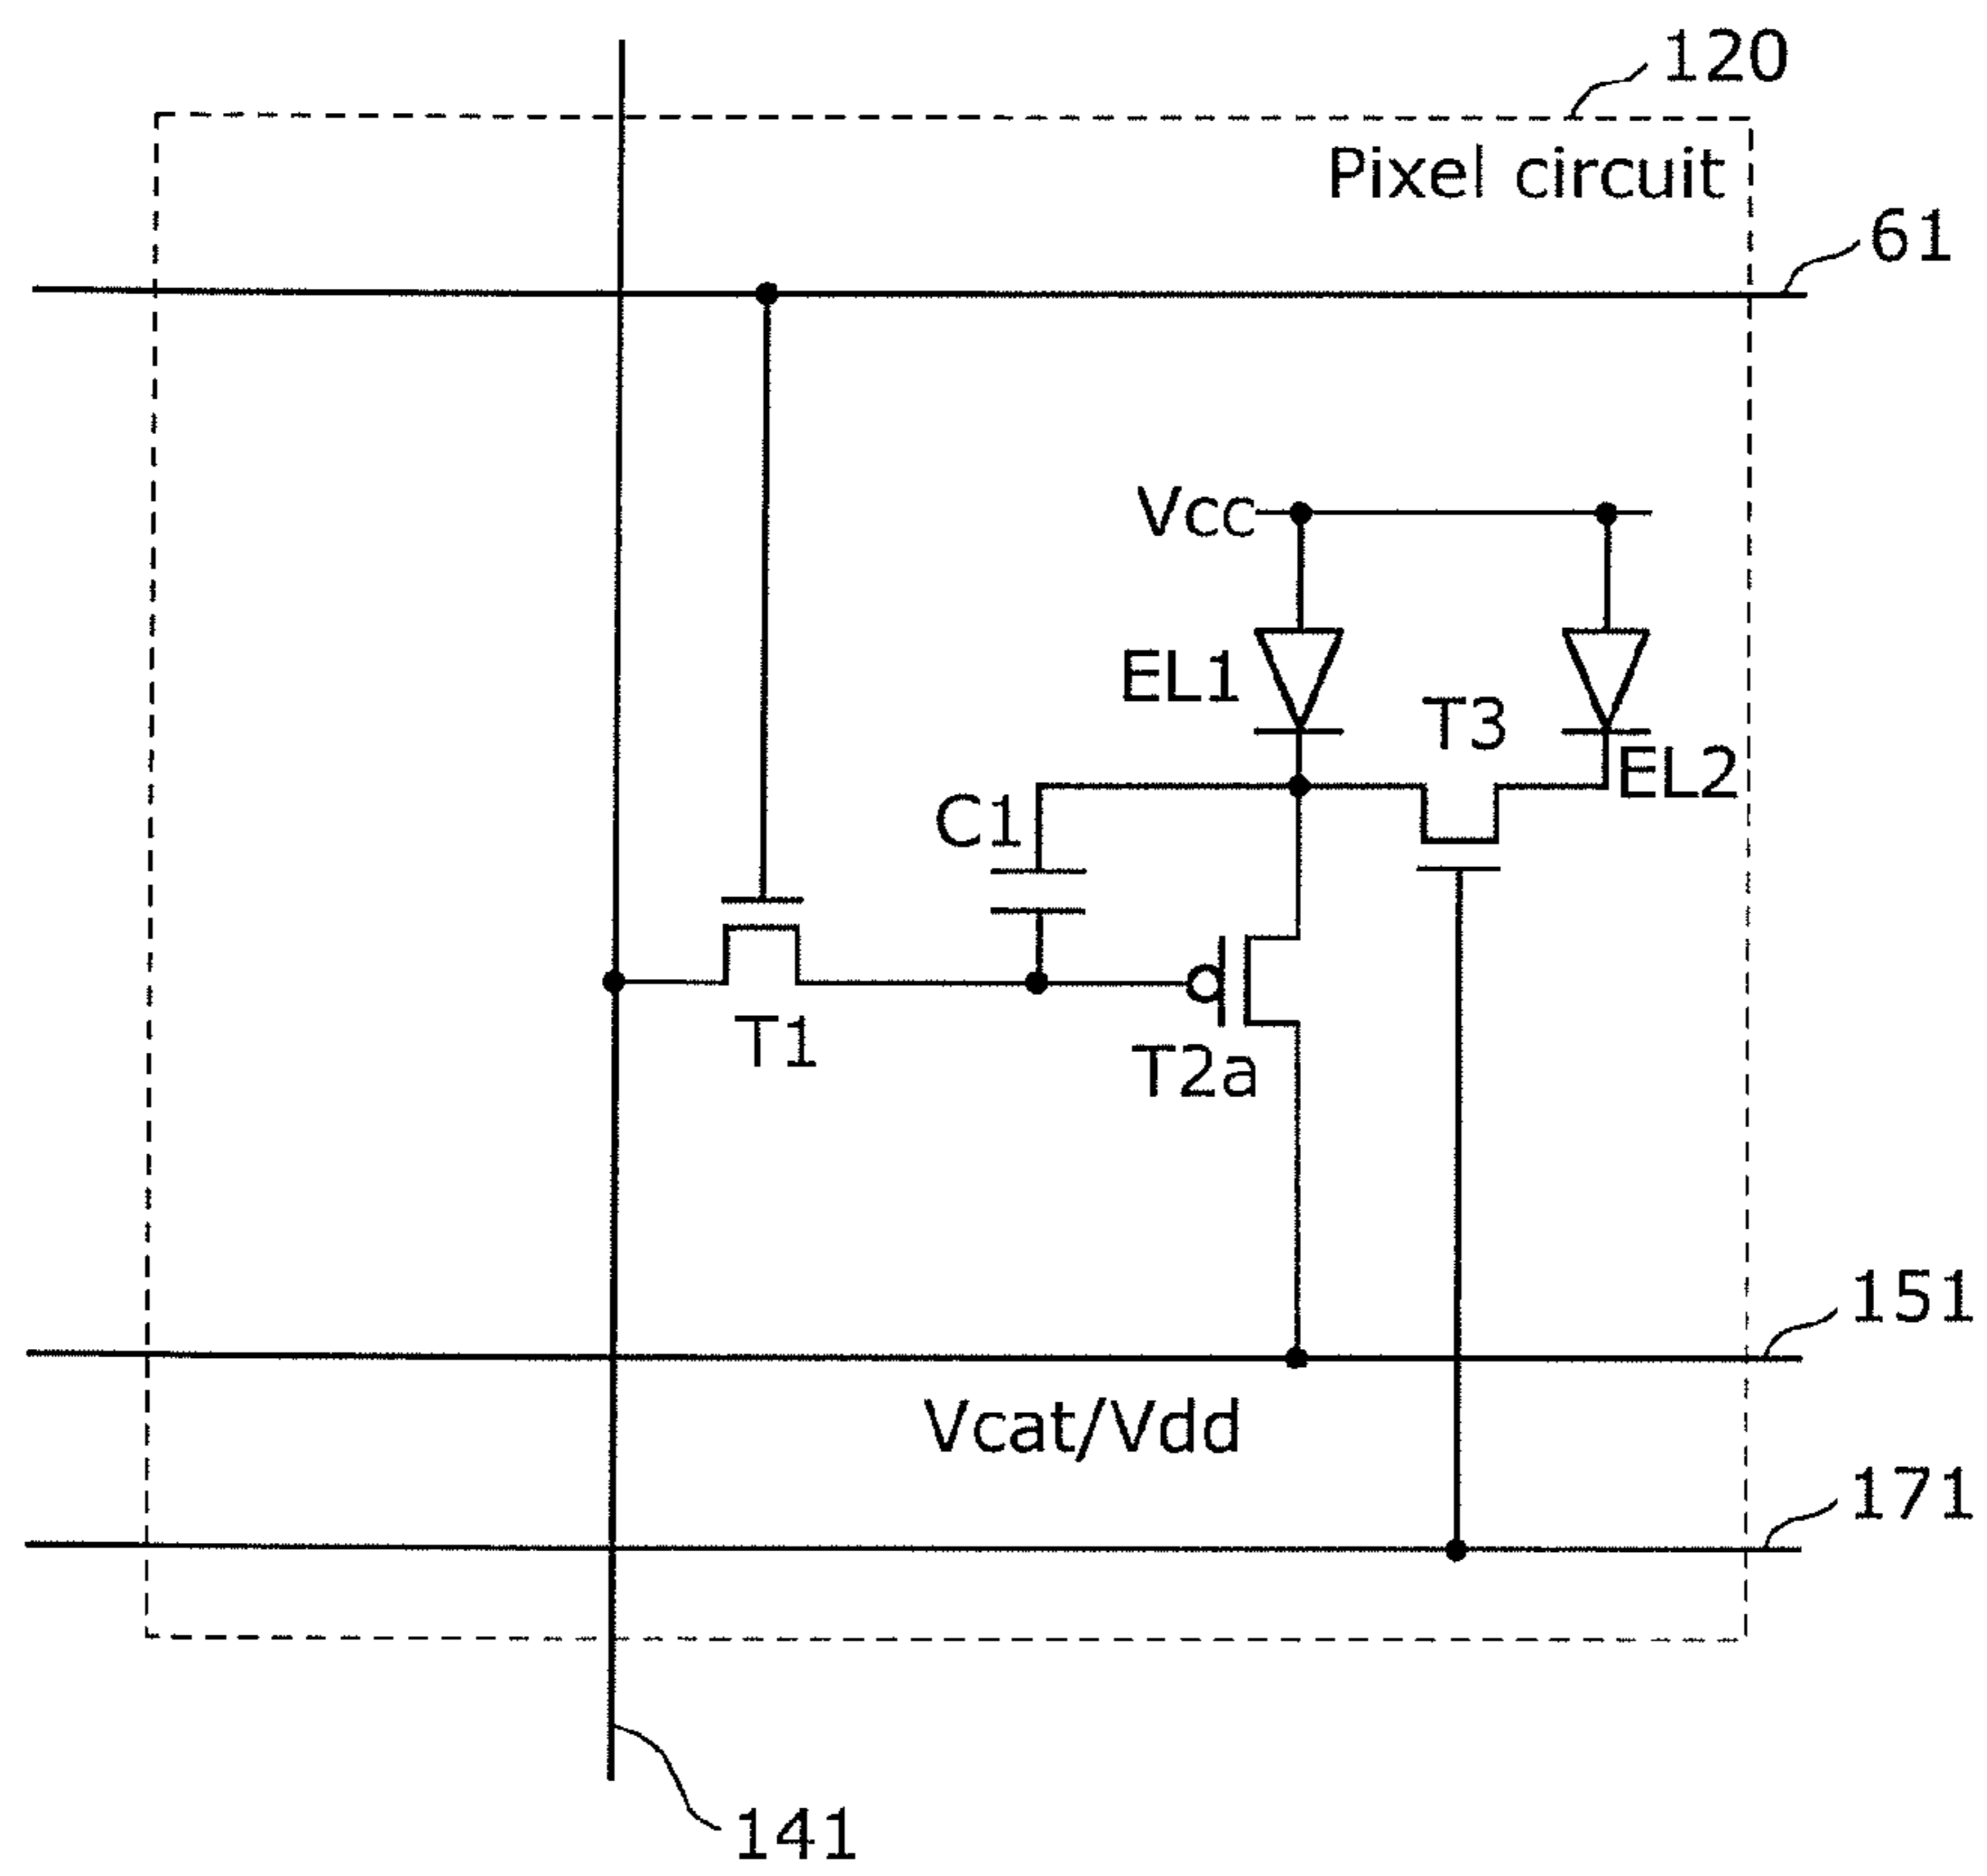 120
Pixel circuit
61
Vcc
EL1
T3
EL2
C1
T1
T2a
151
Vcat/Vdd
171
141